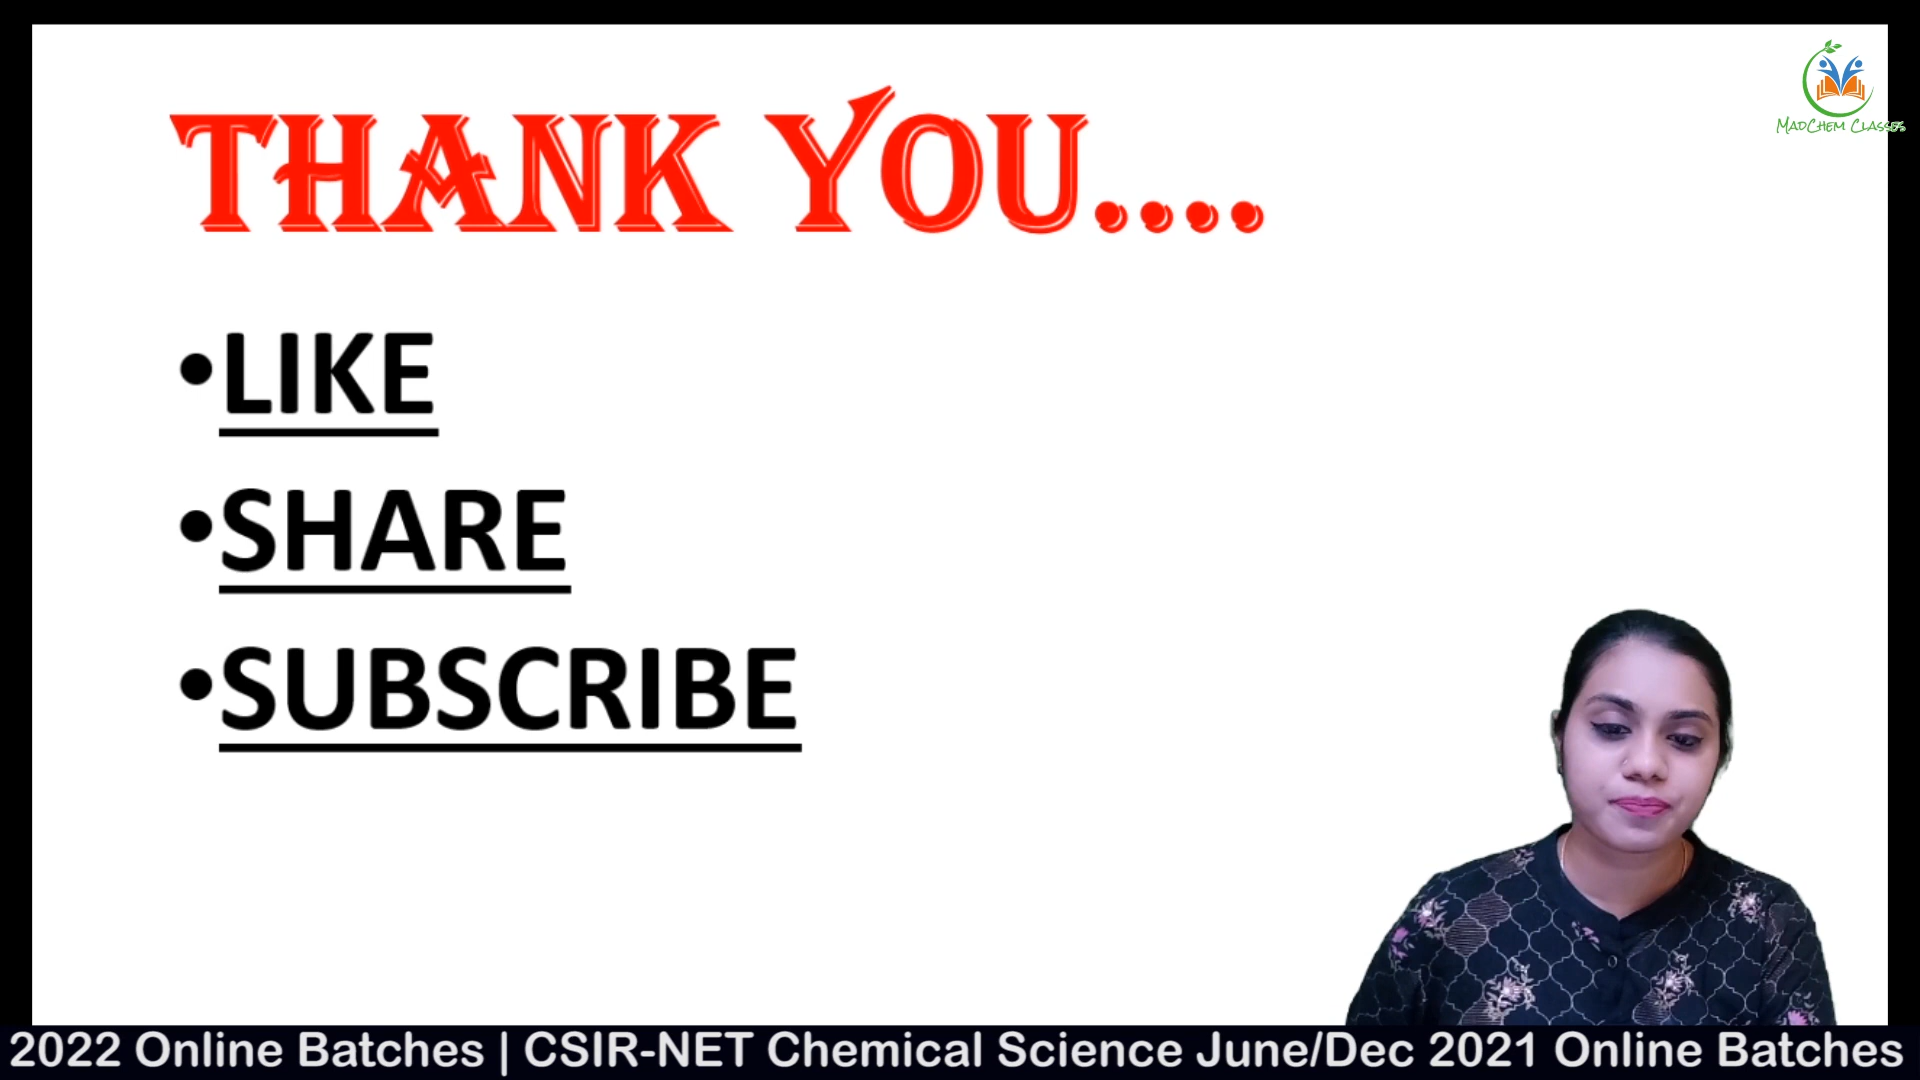 MADCHEM CLASSES
THANK YOU....
•LIKE
•SHARE
•SUBSCRIBE
2022 Online Batches | CSIR-NET Chemical Science June/Dec 2021 Online Batches